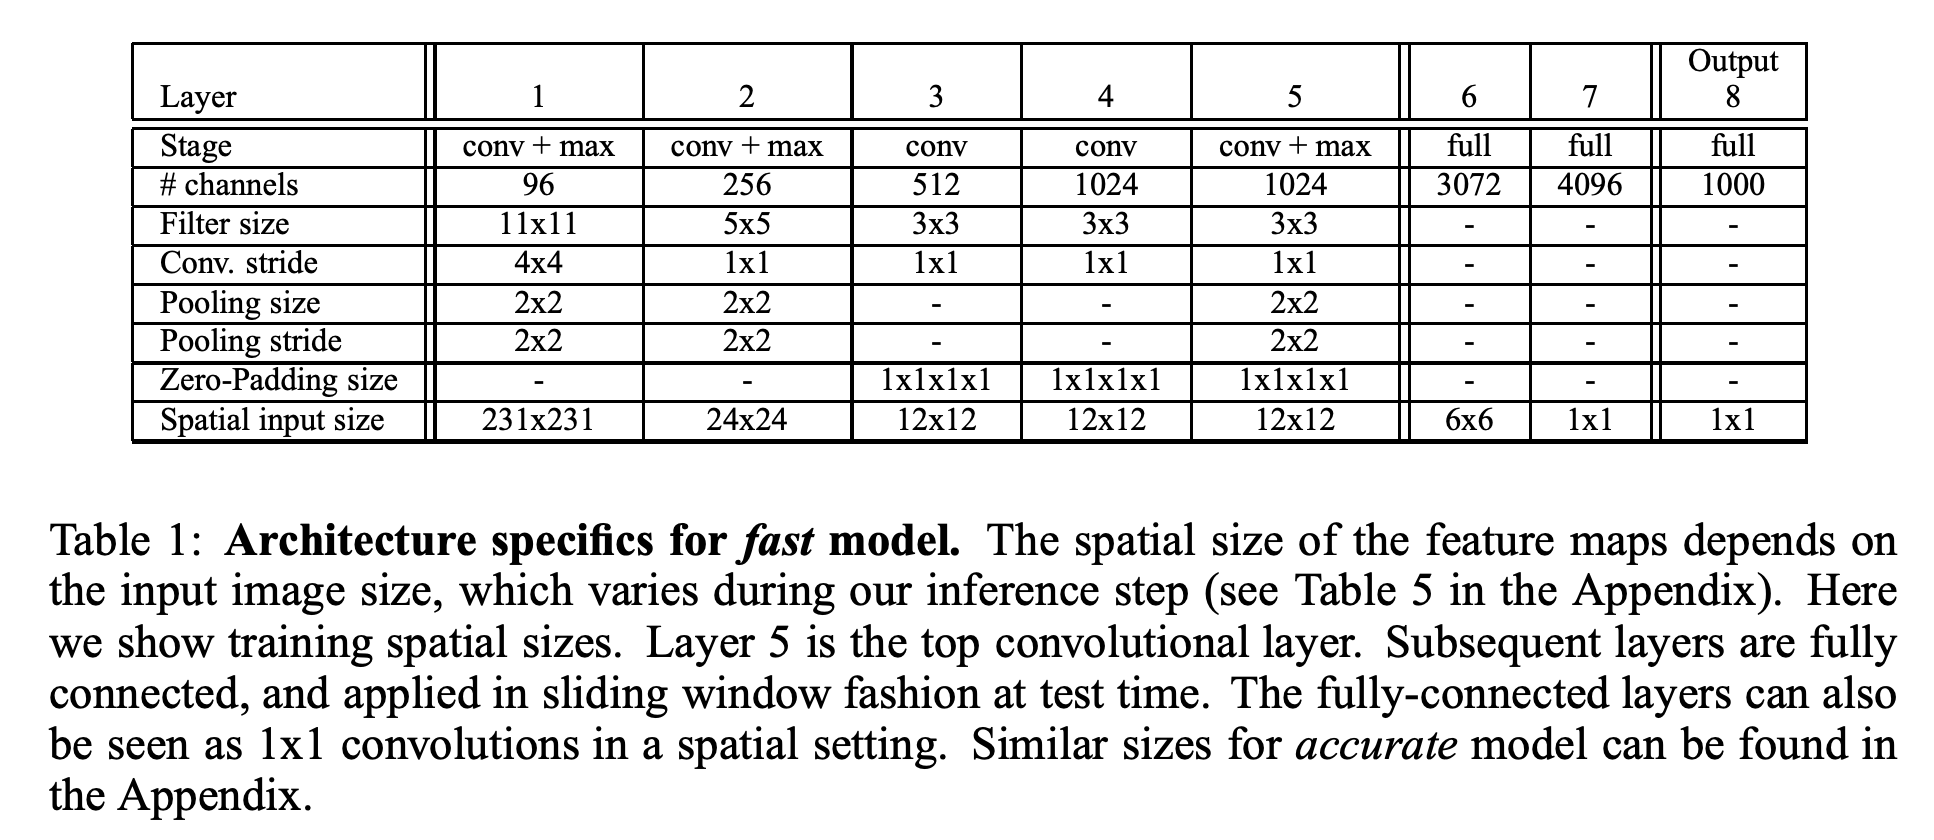 Layer 1 2 3 4 5 6 7 Output 8
Stage conv + max conv + max conv conv conv + max full full full
# channels 96 256 512 1024 1024 3072 4096 1000
Filter size 11x11 5x5 3x3 3x3 3x3 - - -
Conv. stride 4x4 1x1 1x1 1x1 1x1 - - -
Pooling size 2x2 2x2 - - 2x2 - - -
Pooling stride 2x2 2x2 - - 2x2 - - -
Zero-Padding size - - 1x1x1x1 1x1x1x1 1x1x1x1 - - -
Spatial input size 231x231 24x24 12x12 12x12 12x12 6x6 1x1 1x1
Table 1: Architecture specifics for fast model. The spatial size of the feature maps depends on
the input image size, which varies during our inference step (see Table 5 in the Appendix). Here
we show training spatial sizes. Layer 5 is the top convolutional layer. Subsequent layers are fully
connected, and applied in sliding window fashion at test time. The fully-connected layers can also
be seen as 1x1 convolutions in a spatial setting. Similar sizes for accurate model can be found in
the Appendix.